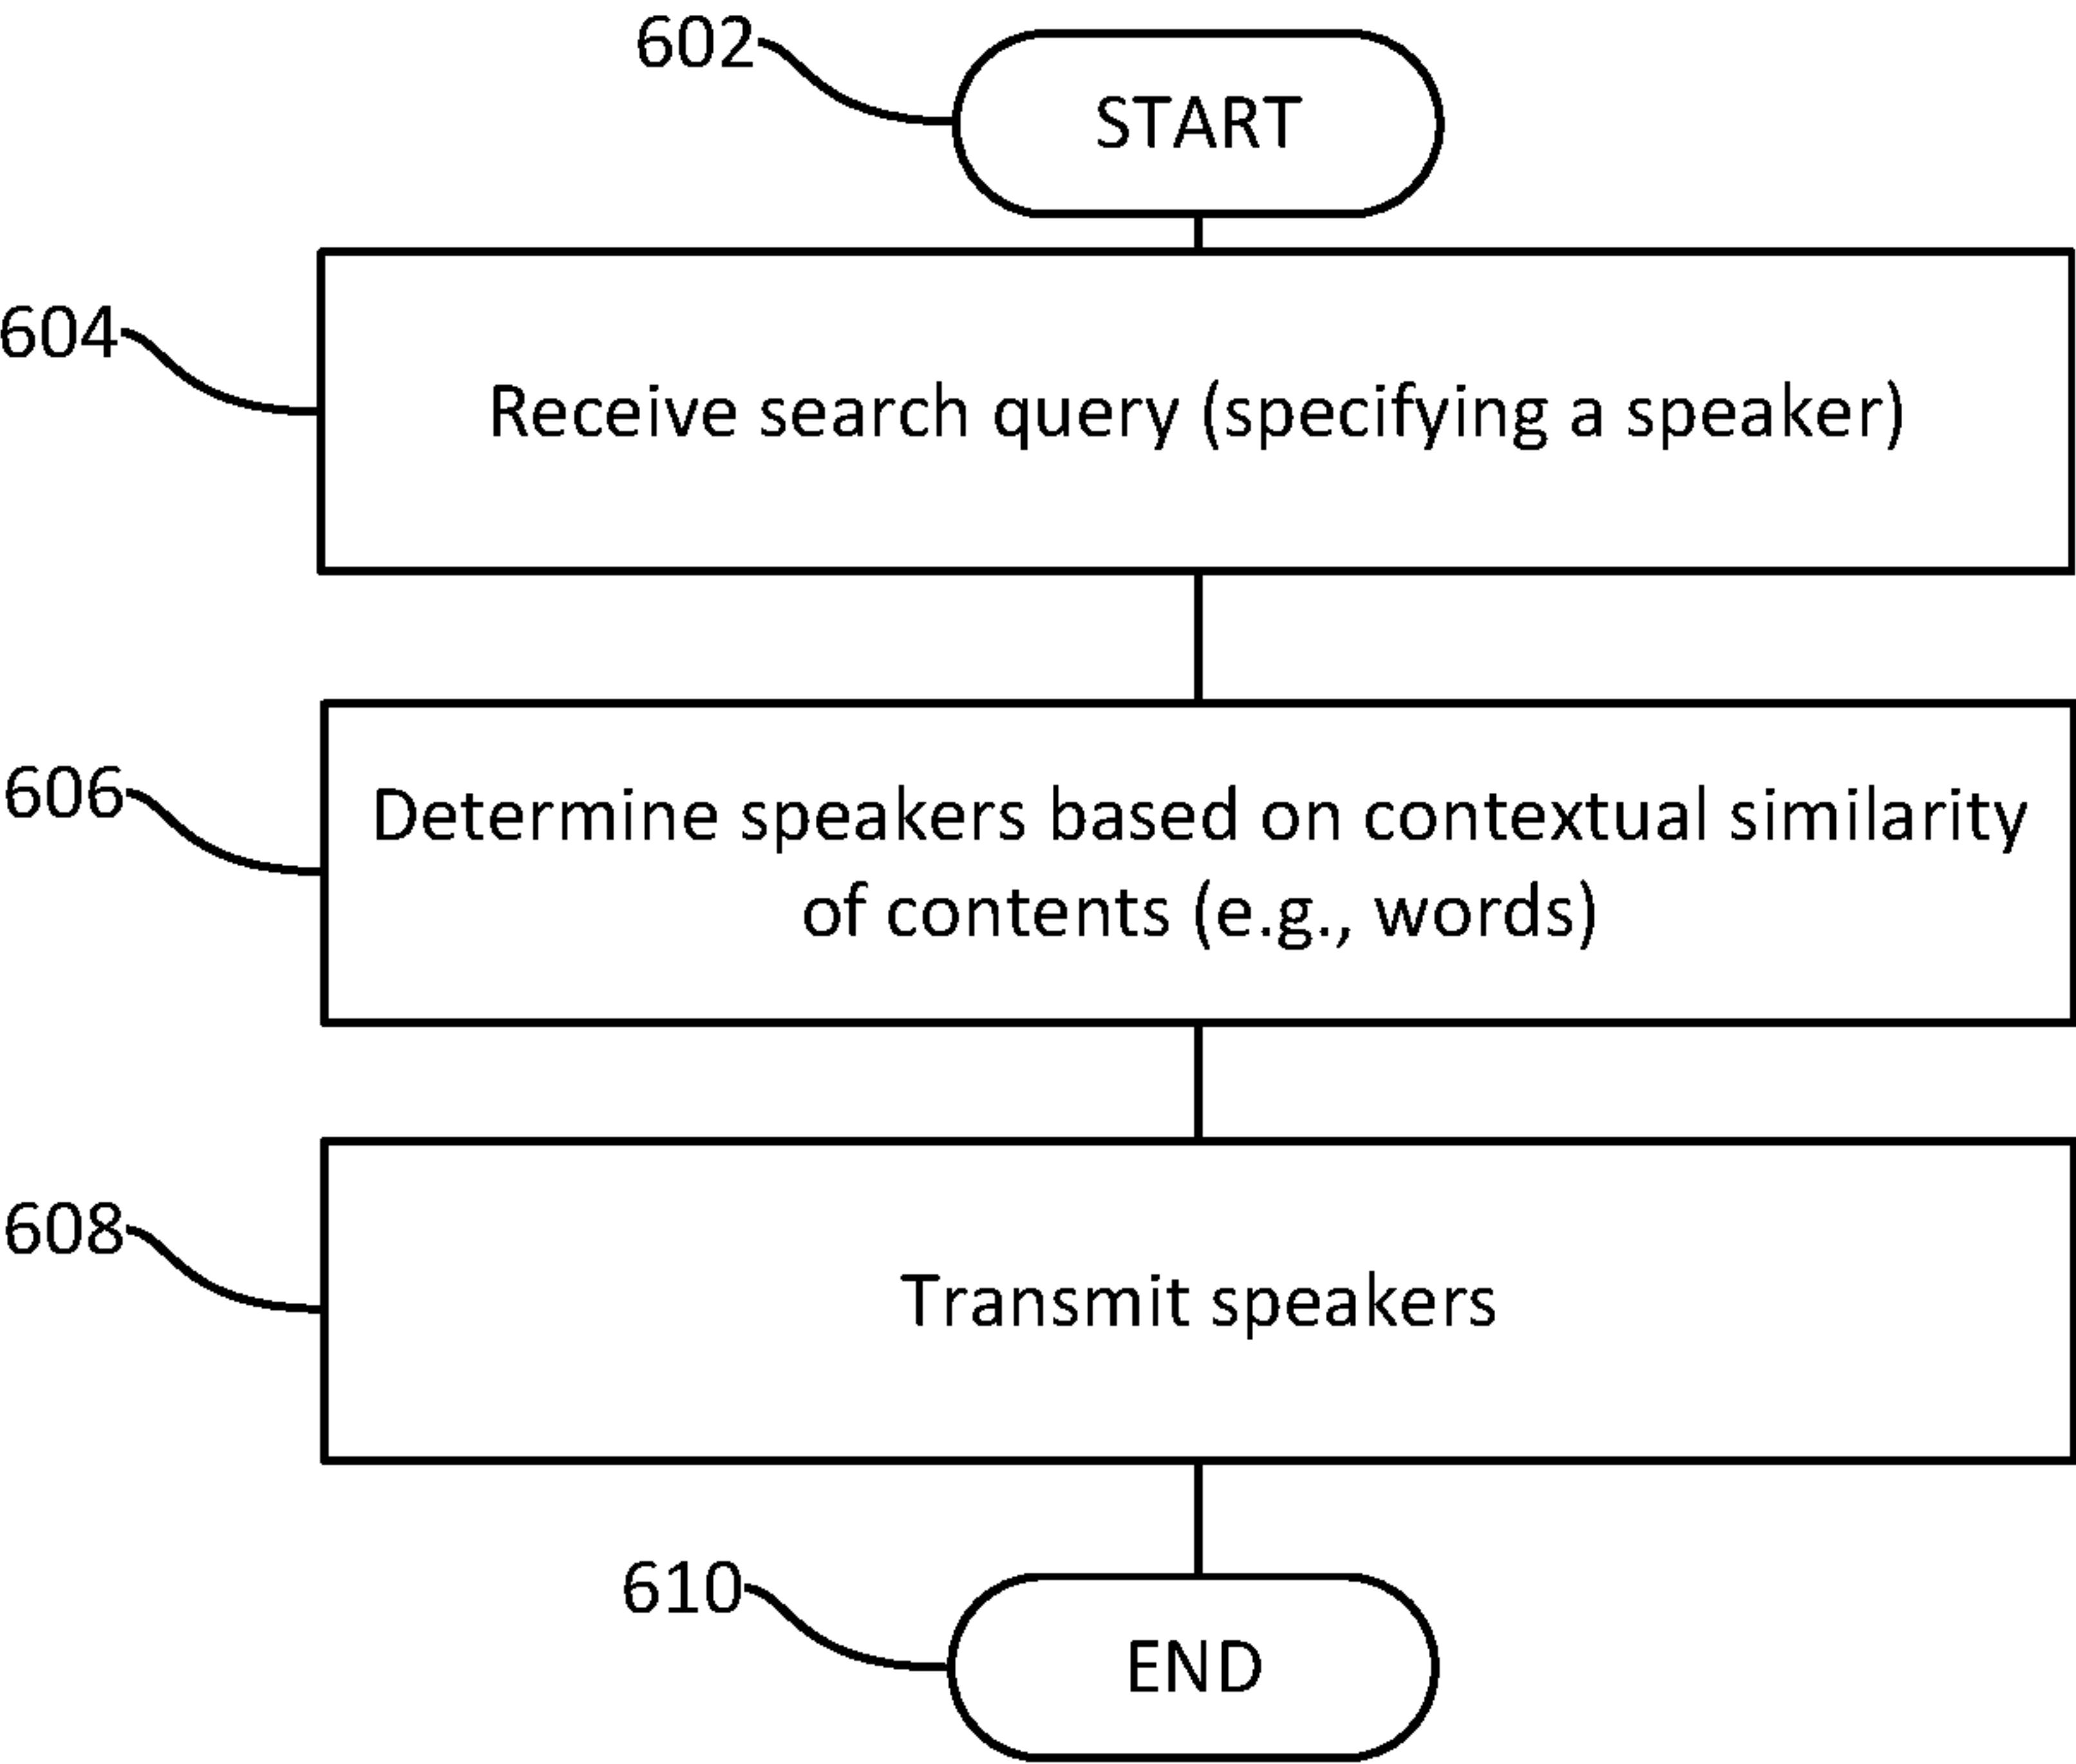 602
START
604
Receive search query (specifying a speaker)
606
Determine speakers based on contextual similarity
of contents (e.g., words)
608
Transmit speakers
610
END